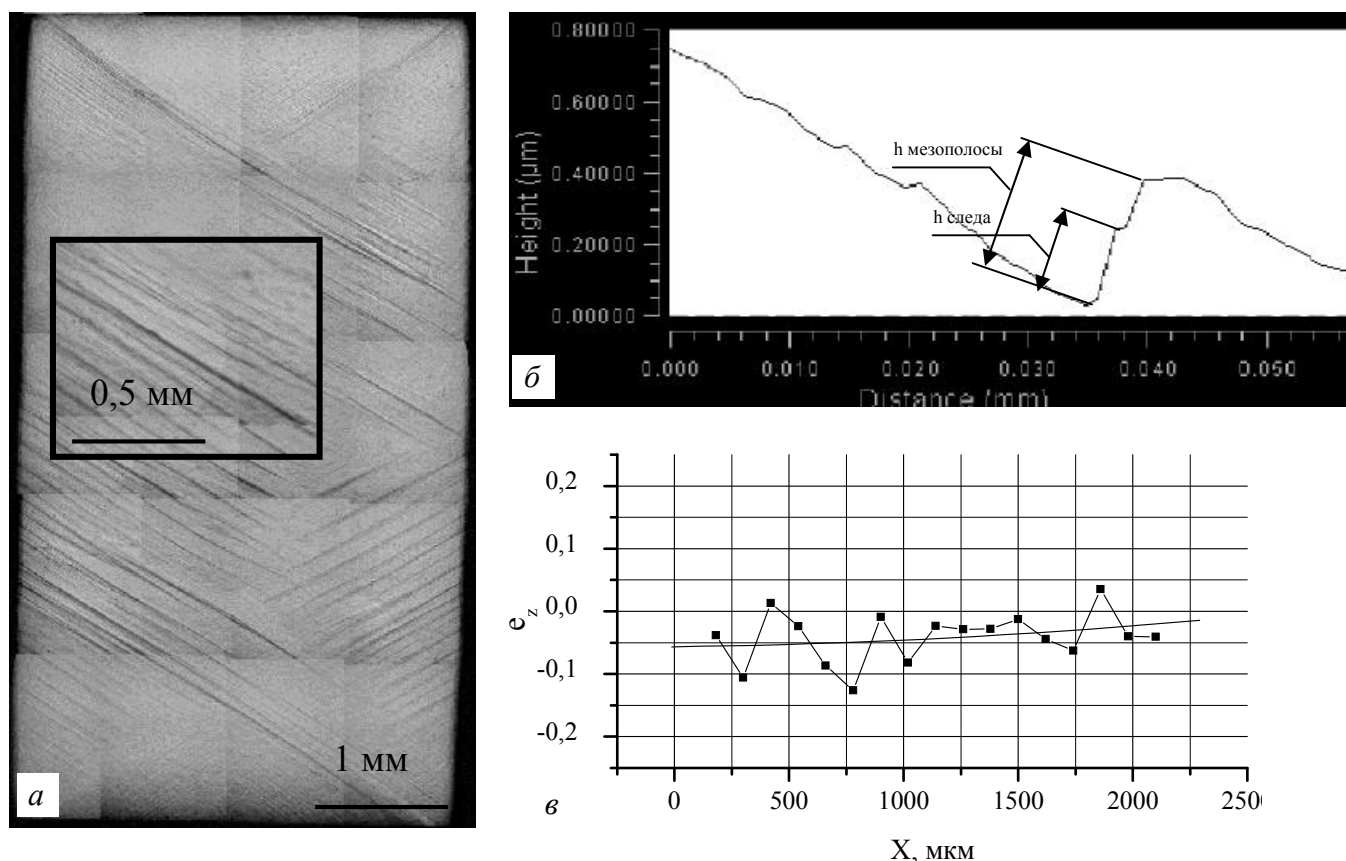 0,5 мм
1 мм
а
0.80000
0.60000
0.40000
0.20000
0.00000
Height (µm)
h мезополосы
h следа
0.000 0.010 0.020 0.030 0.040 0.050
Distance (mm)
б
0,2
0,1
0,0
-0,1
-0,2
e z
0 500 1000 1500 2000 2500
в
X, мкм